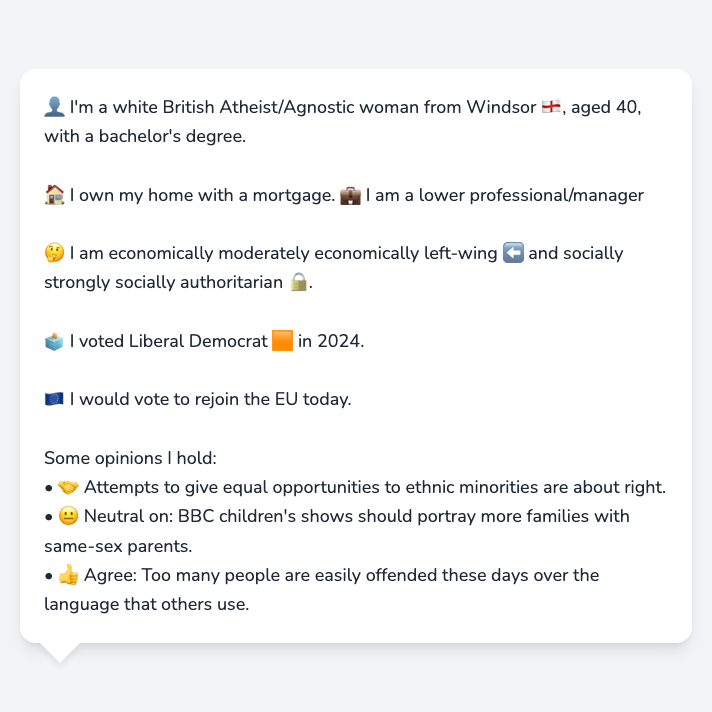 👤 I'm a white British Atheist/Agnostic woman from Windsor 🏴󠁧󠁢󠁥󠁮󠁧󠁿, aged 40,
with a bachelor's degree.
🏠 I own my home with a mortgage. 💼 I am a lower professional/manager
🤔 I am economically moderately economically left-wing ⬅️ and socially
strongly socially authoritarian 🔒.
🗳️ I voted Liberal Democrat 🟧 in 2024.
🇪🇺 I would vote to rejoin the EU today.
Some opinions I hold:
• 🤝 Attempts to give equal opportunities to ethnic minorities are about right.
• 😐 Neutral on: BBC children's shows should portray more families with
same-sex parents.
• 👍 Agree: Too many people are easily offended these days over the
language that others use.